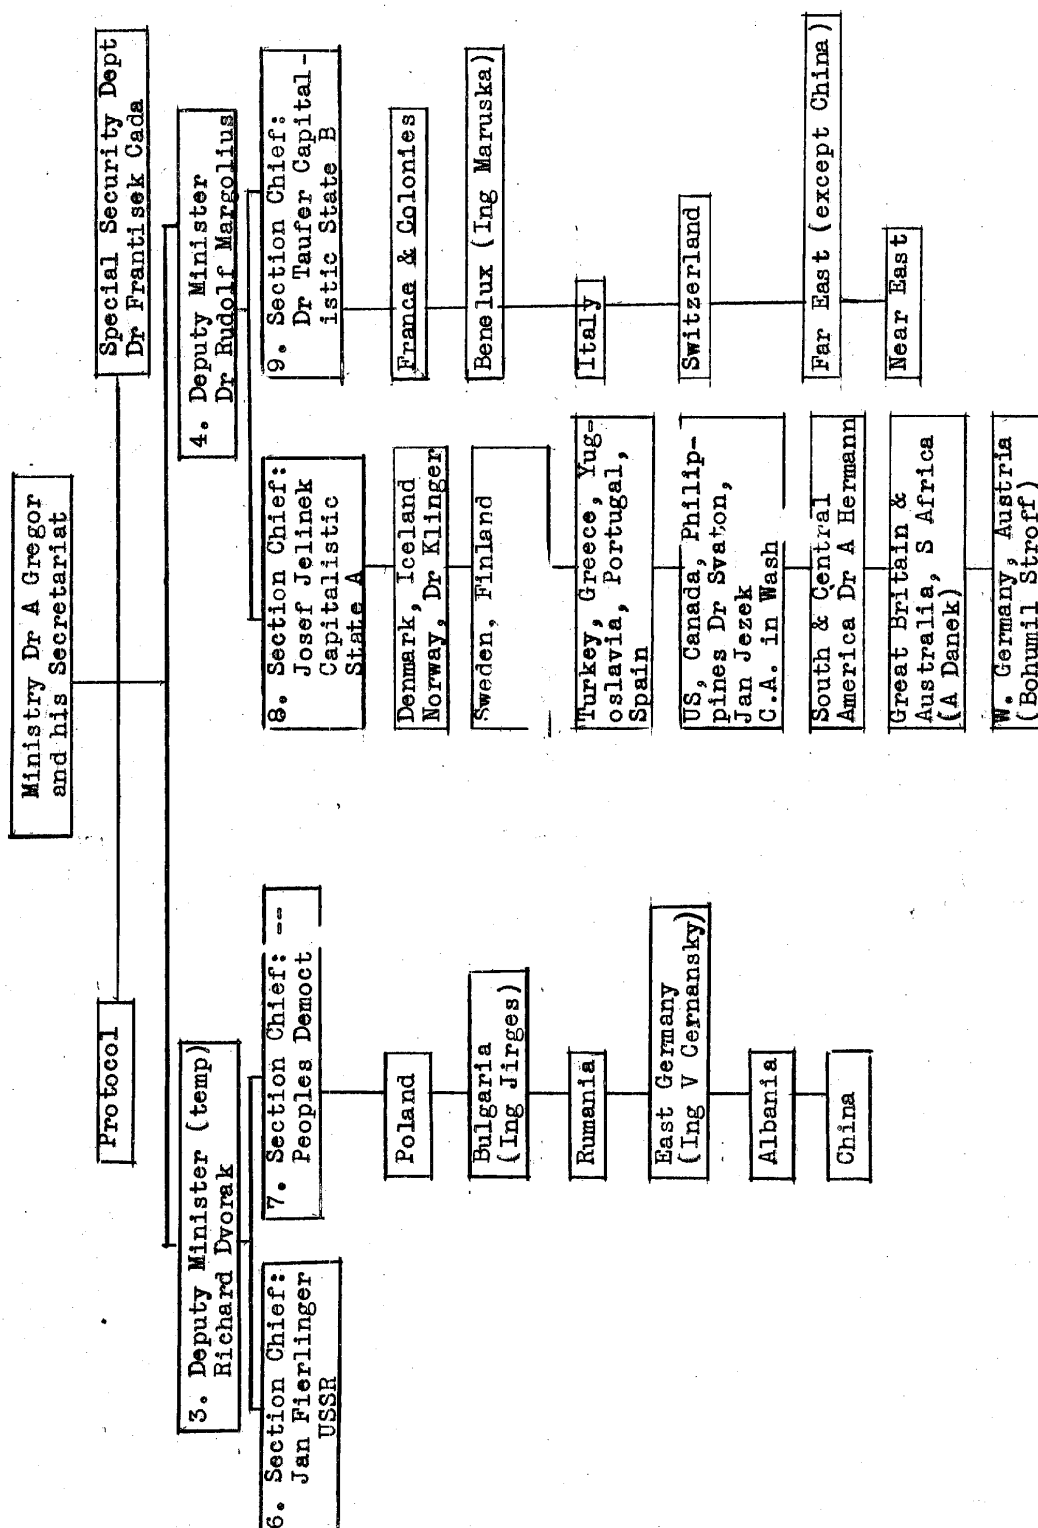 Ministry Dr A Gregor
and his Secretariat
Protocol
Special Security Dept
Dr Frantisek Cada
3. Deputy Minister (temp)
Richard Dvorak
4. Deputy Minister
Dr Rudolf Margolius
6. Section Chief:
Jan Fierlinger
USSR
7. Section Chief: --
Peoples Democt
Poland
Bulgaria
(Ing Jirges)
Rumania
East Germany
(Ing V Cernansky)
Albania
China
8. Section Chief:
Josef Jelinek
Capitalistic
State A
Denmark, Iceland
Norway, Dr Klinger
Sweden, Finland
Turkey, Greece, Yug-
oslavia, Portugal,
Spain
US, Canada, Philip-
pines Dr Svaton,
Jan Jezek
C.A. in Wash
South & Central
America Dr A Hermann
Great Britain &
Australia, S Africa
(A Danek)
W. Germany, Austria
(Bohumil Stroff)
9. Section Chief:
Dr Taufer Capital-
istic State B
France & Colonies
Benelux (Ing Maruska)
Italy
Switzerland
Far East (except China)
Near East